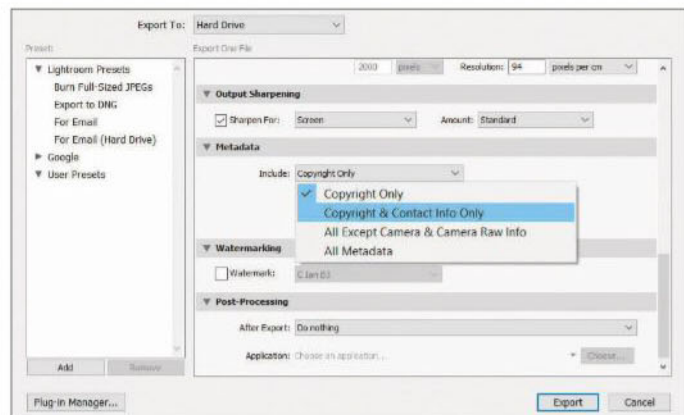 Export To: Hard Drive
Preset: Export One File
Lightroom Presets
Burn Full-Sized JPEGs
Export to DNG
For Email
For Email (Hard Drive)
Google
User Presets
Add Remove
2000 pixels Resolution: 94 pixels per cm
Output Sharpening
Sharpen For: Screen Amount: Standard
Metadata
Include: Copyright Only
Copyright Only
Copyright & Contact Info Only
All Except Camera & Camera Raw Info
All Metadata
Watermarking
Watermark:
Post-Processing
After Export: Do nothing
Application: Choose an application... Choose...
Plug-in Manager... Export Cancel